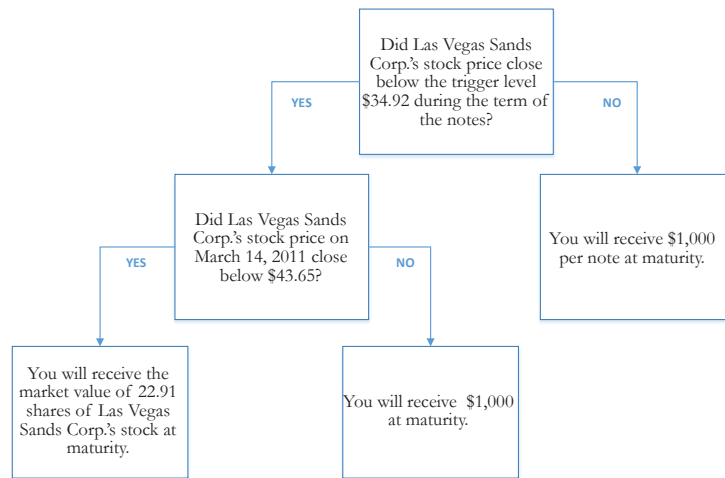 Did Las Vegas Sands
Corp.'s stock price close
below the trigger level
$34.92 during the term of
the notes?
YES
NO
Did Las Vegas Sands
Corp.'s stock price on
March 14, 2011 close
below $43.65?
You will receive $1,000
per note at maturity.
YES
NO
You will receive the
market value of 22.91
shares of Las Vegas
Sands Corp.'s stock at
maturity.
You will receive $1,000
at maturity.